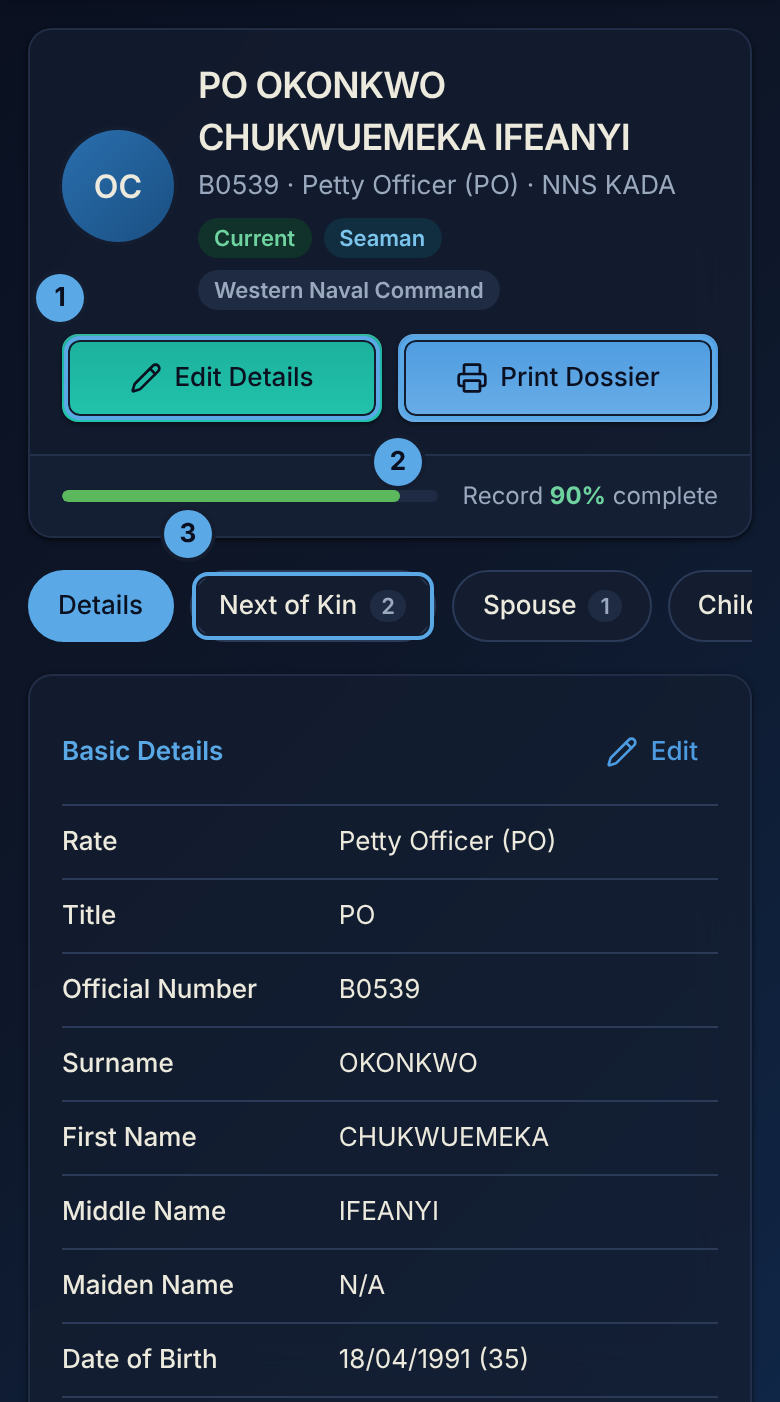 PO OKONKWO
CHUKWUEMEKA IFEANYI
OC
B0539 · Petty Officer (PO) · NNS KADA
Current Seaman
Western Naval Command
1
Edit Details Print Dossier
2
Record 90% complete
3
Details Next of Kin 2 Spouse 1 Chil
Basic Details Edit
Rate Petty Officer (PO)
Title PO
Official Number B0539
Surname OKONKWO
First Name CHUKWUEMEKA
Middle Name IFEANYI
Maiden Name N/A
Date of Birth 18/04/1991 (35)